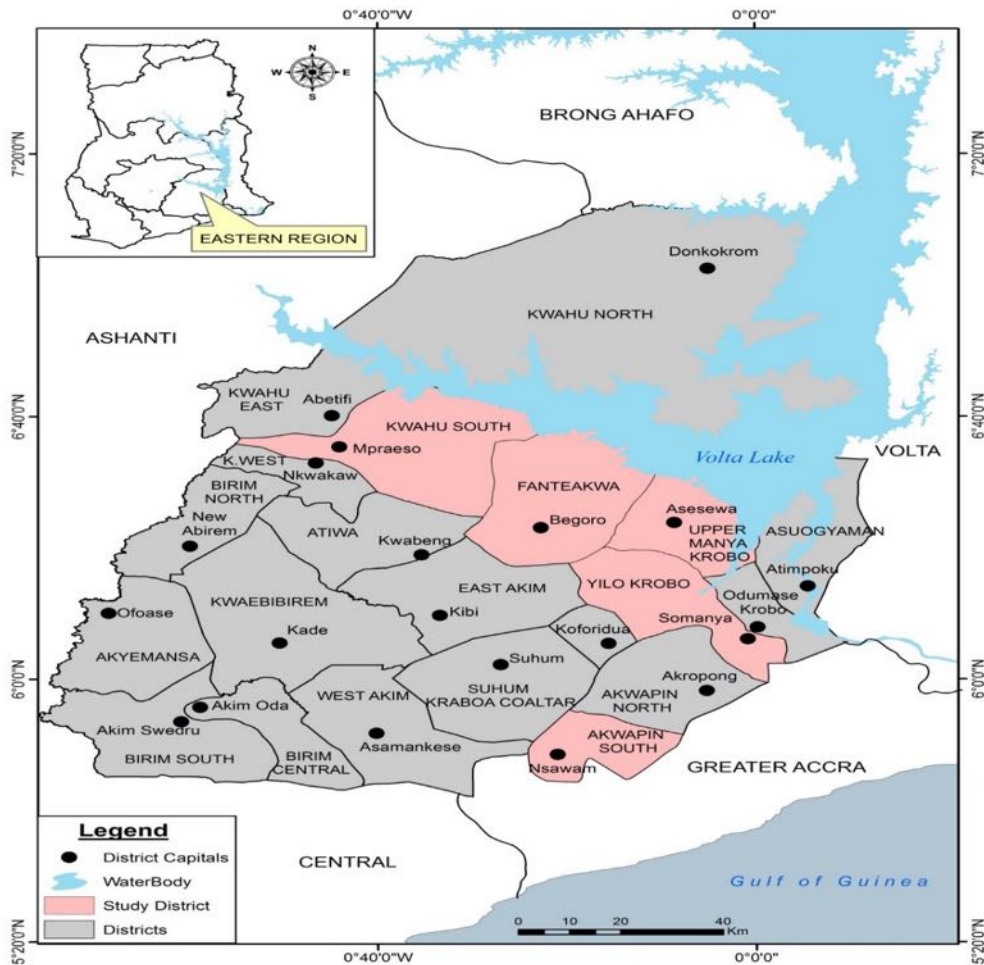 0°40'0"W
0°0'0"
N
W
E
S
EASTERN REGION
7°20'0"N
7°20'0"N
BRONG AHAFO
Donkokrom
KWAHU NORTH
ASHANTI
KWAHU
EAST
Abetifi
6°40'0"N
6°40'0"N
KWAHU SOUTH
Mpraeso
VOLTA
Volta Lake
K.WEST
Nkwakaw
BIRIM
NORTH
FANTEAKWA
New
Abirem
Begoro
Asesewa
UPPER
MANYA
KROBO
ASUOGYAMAN
ATIWA
Kwabeng
Atimpoku
EAST AKIM
YILO KROBO
Odumase
Krobo
Ofoase
KWAEBIBIREM
Kibi
Somanya
Kade
Koforidua
AKYEMANSA
Suhum
6°0'0"N
6°0'0"N
WEST AKIM
SUHUM
KRABOA COALTAR
Akropong
AKWAPIN
NORTH
Akim Oda
Akim Swedru
Asamankese
AKWAPIN
SOUTH
BIRIM SOUTH
BIRIM
CENTRAL
Nsawam
GREATER ACCRA
Legend
District Capitals
WaterBody
Study District
Districts
CENTRAL
Gulf of Guinea
0 10 20 40
Km
5°20'0"N
5°20'0"N
0°40'0"W
0°0'0"